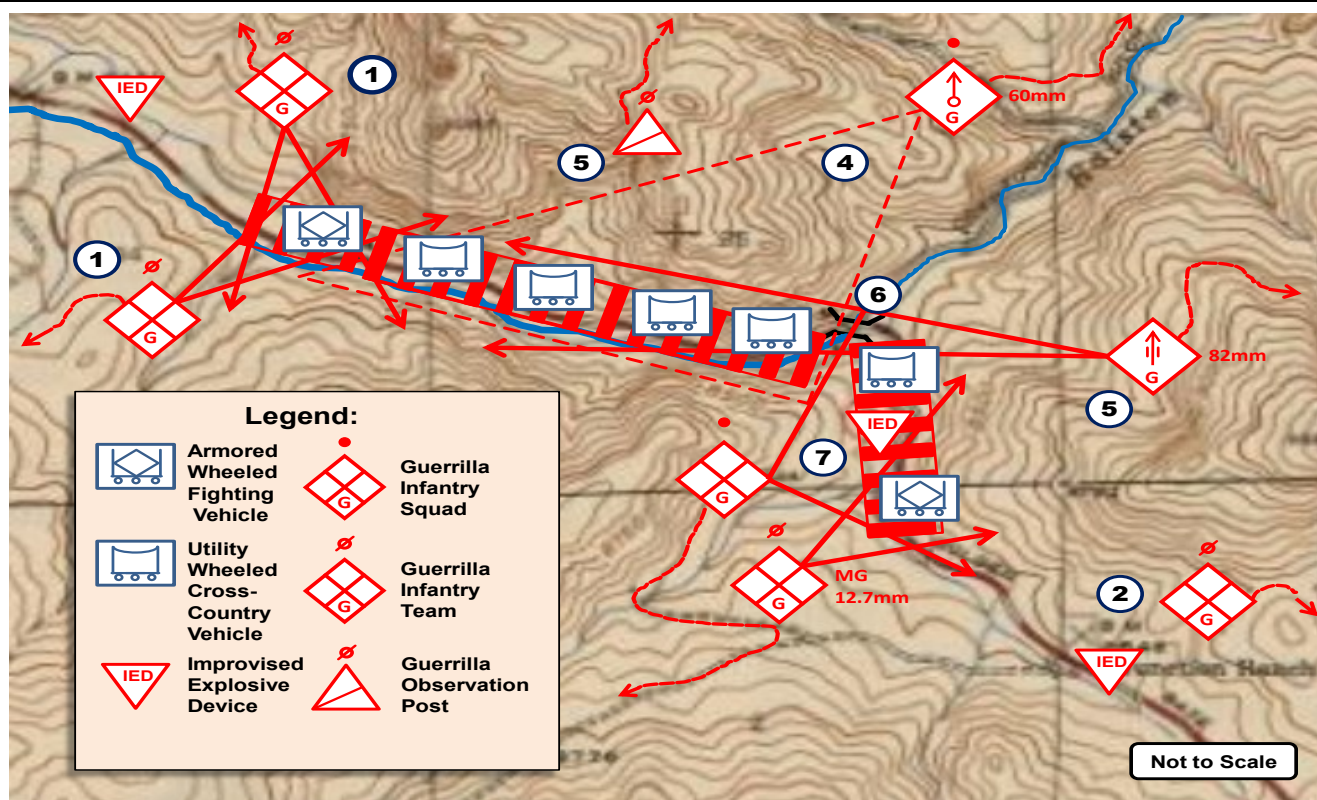 IED
G
1
5
G
60mm
4
1
G
6
G
82mm
5
IED
7
G
G
MG
12.7mm
2
G
IED
Legend:
Armored
Wheeled
Fighting
Vehicle
G
Guerrilla
Infantry
Squad
Utility
Wheeled
Cross-
Country
Vehicle
G
Guerrilla
Infantry
Team
IED
Improvised
Explosive
Device
Guerrilla
Observation
Post
Not to Scale